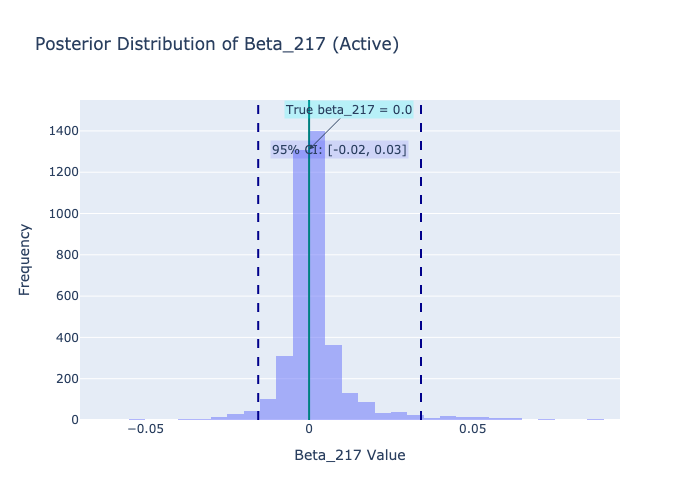 Posterior Distribution of Beta_217 (Active)
True beta_217 = 0.0
95% CI: [-0.02, 0.03]
1400
1200
1000
800
600
400
200
0
Frequency
−0.05
0
0.05
Beta_217 Value